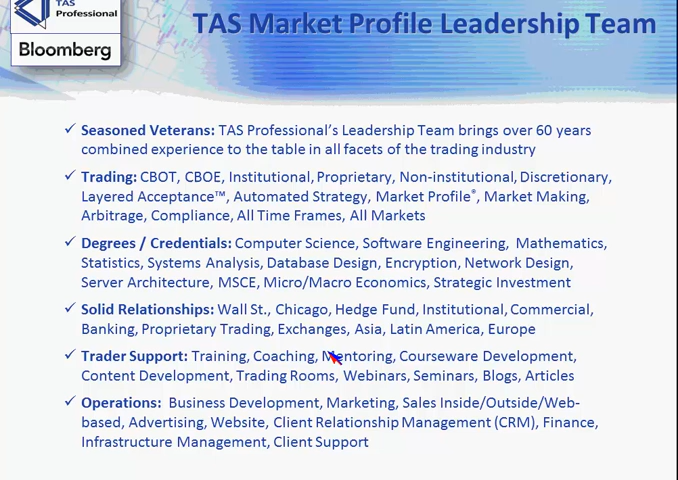 TAS
Professional
Bloomberg
TAS Market Profile Leadership Team
✓ Seasoned Veterans: TAS Professional's Leadership Team brings over 60 years
combined experience to the table in all facets of the trading industry
✓ Trading: CBOT, CBOE, Institutional, Proprietary, Non-institutional, Discretionary,
Layered Acceptance™, Automated Strategy, Market Profile®, Market Making,
Arbitrage, Compliance, All Time Frames, All Markets
✓ Degrees / Credentials: Computer Science, Software Engineering, Mathematics,
Statistics, Systems Analysis, Database Design, Encryption, Network Design,
Server Architecture, MSCE, Micro/Macro Economics, Strategic Investment
✓ Solid Relationships: Wall St., Chicago, Hedge Fund, Institutional, Commercial,
Banking, Proprietary Trading, Exchanges, Asia, Latin America, Europe
✓ Trader Support: Training, Coaching, Mentoring, Courseware Development,
Content Development, Trading Rooms, Webinars, Seminars, Blogs, Articles
✓ Operations: Business Development, Marketing, Sales Inside/Outside/Web-
based, Advertising, Website, Client Relationship Management (CRM), Finance,
Infrastructure Management, Client Support